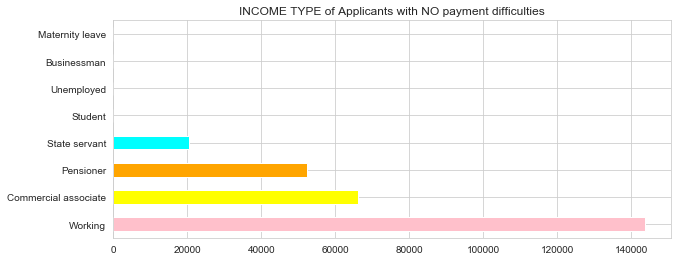 INCOME TYPE of Applicants with NO payment difficulties
Maternity leave
Businessman
Unemployed
Student
State servant
Pensioner
Commercial associate
Working
0 20000 40000 60000 80000 100000 120000 140000